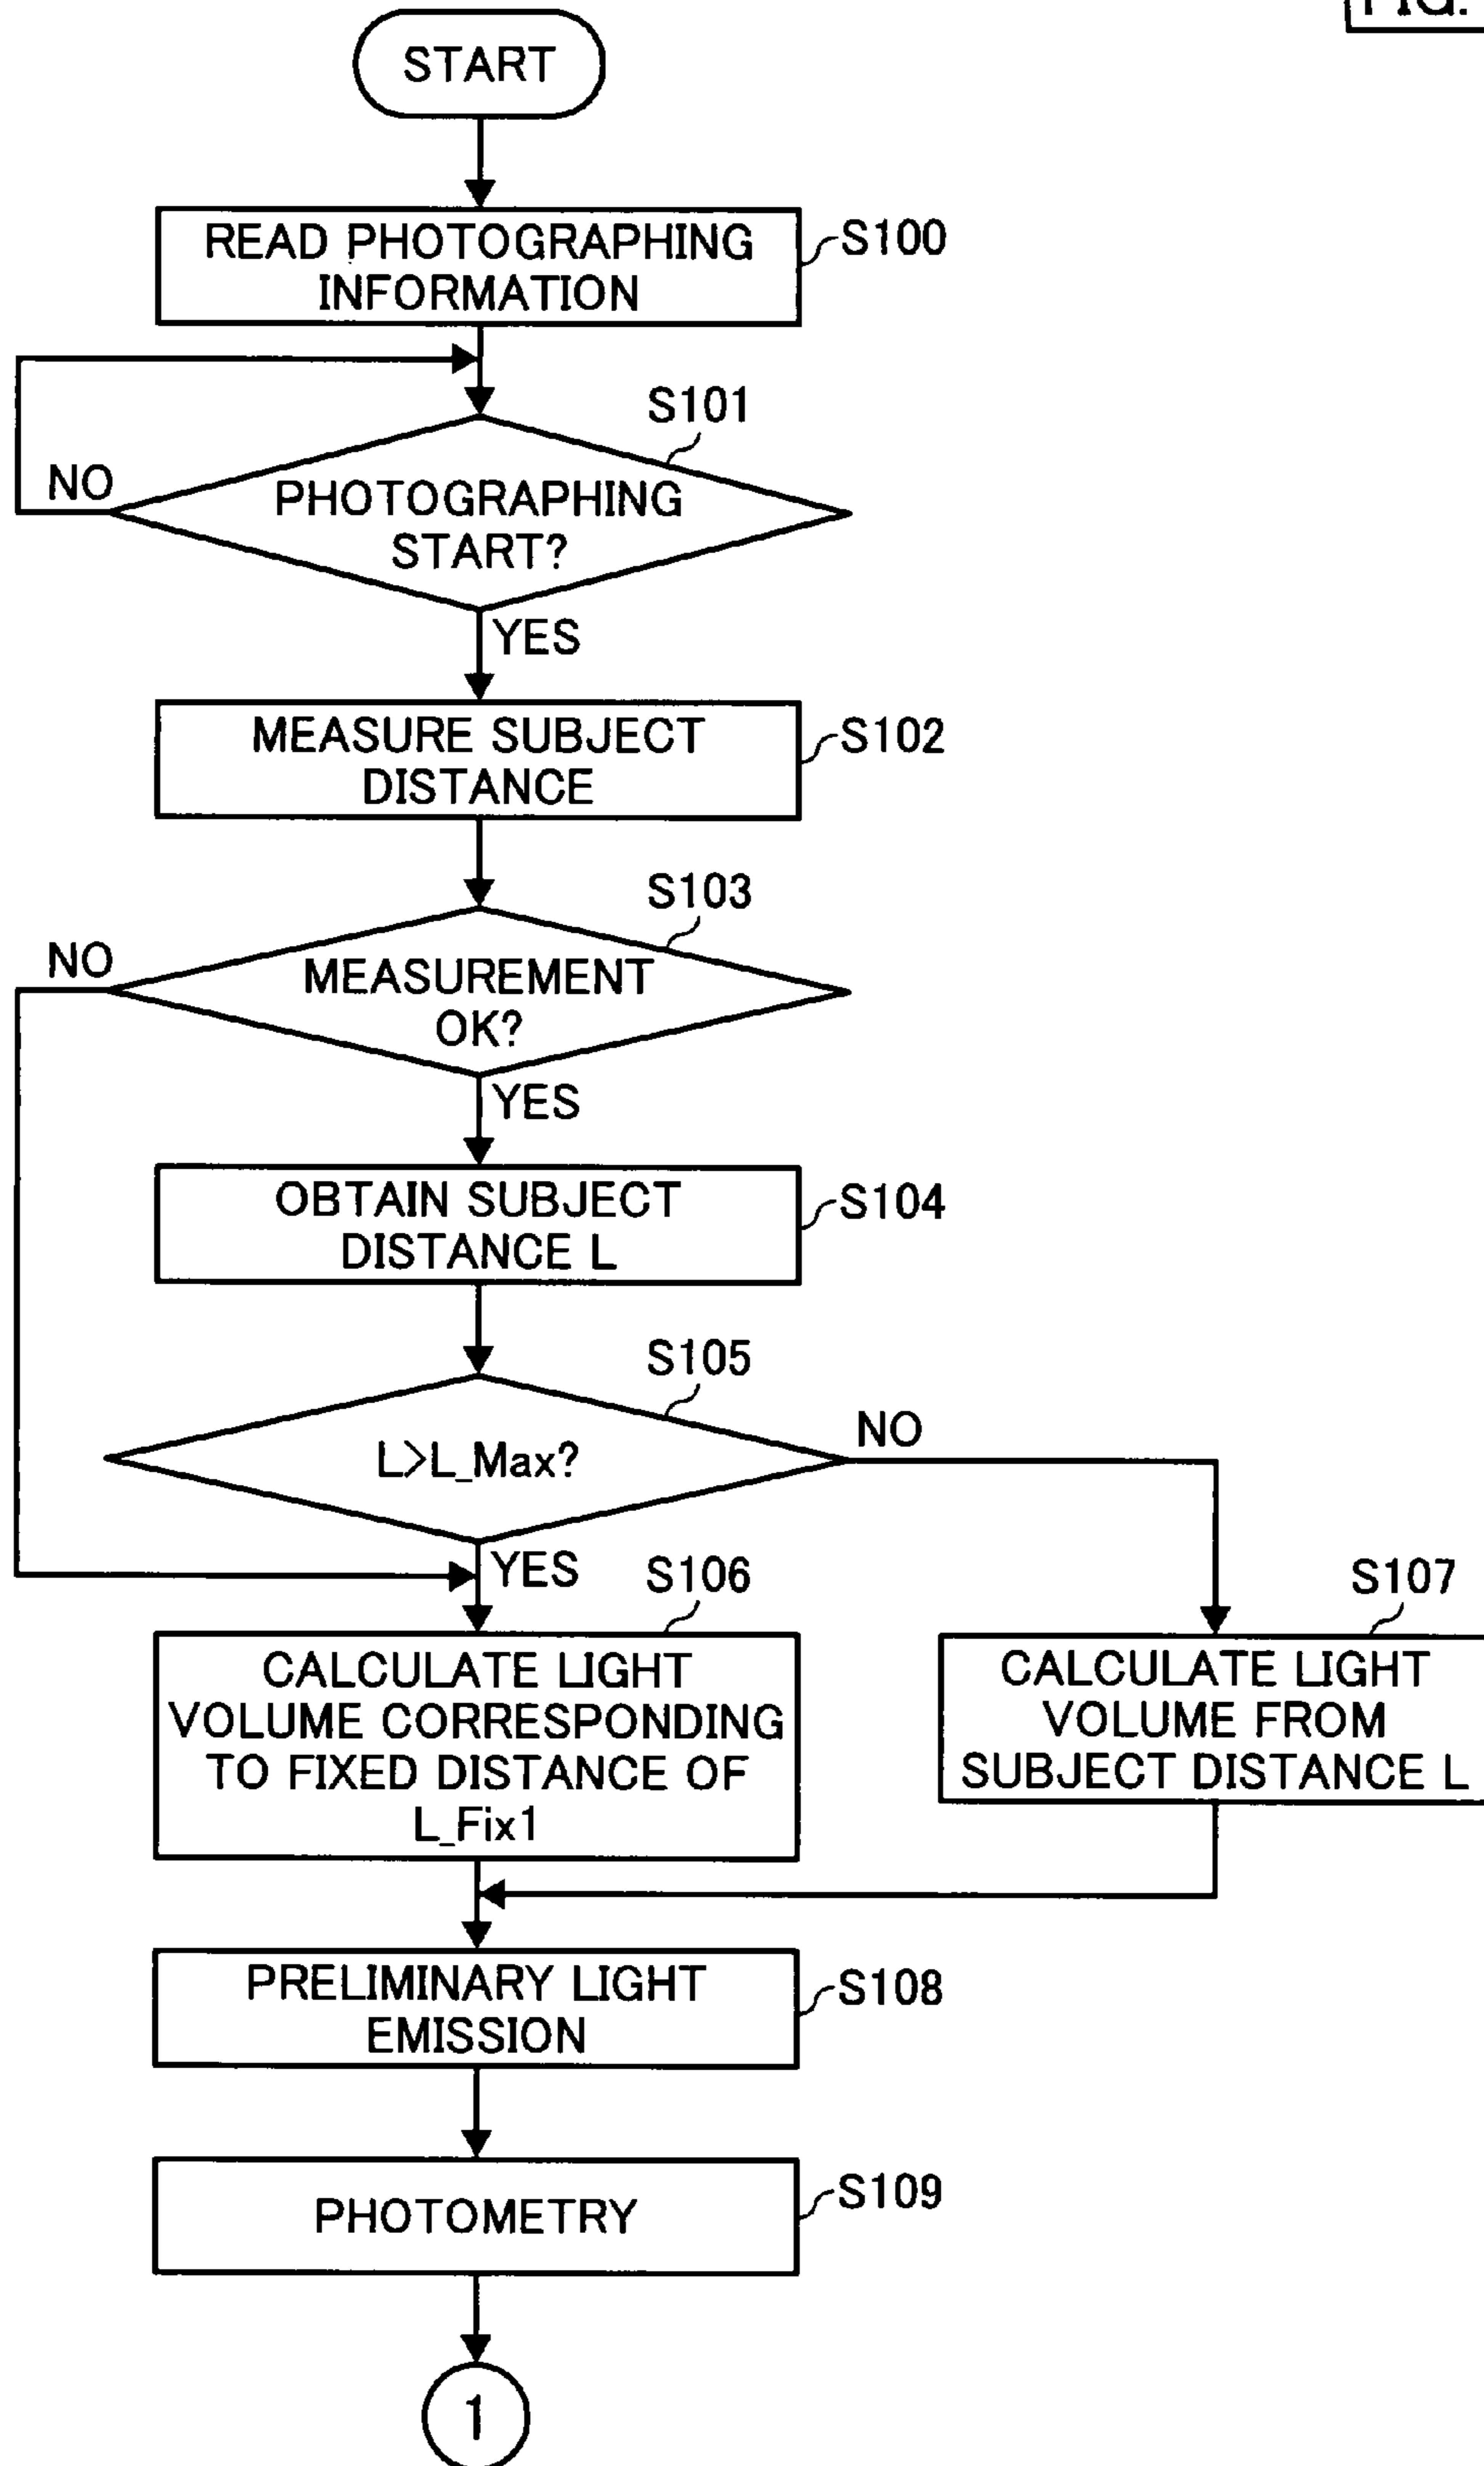 FIG.
START
READ PHOTOGRAPHING
INFORMATION
S100
S101
NO
PHOTOGRAPHING
START?
YES
MEASURE SUBJECT
DISTANCE
S102
S103
NO
MEASUREMENT
OK?
YES
OBTAIN SUBJECT
DISTANCE L
S104
S105
L>L_Max?
NO
YES
S106
CALCULATE LIGHT
VOLUME CORRESPONDING
TO FIXED DISTANCE OF
L_Fix1
S107
CALCULATE LIGHT
VOLUME FROM
SUBJECT DISTANCE L
PRELIMINARY LIGHT
EMISSION
S108
PHOTOMETRY
S109
1